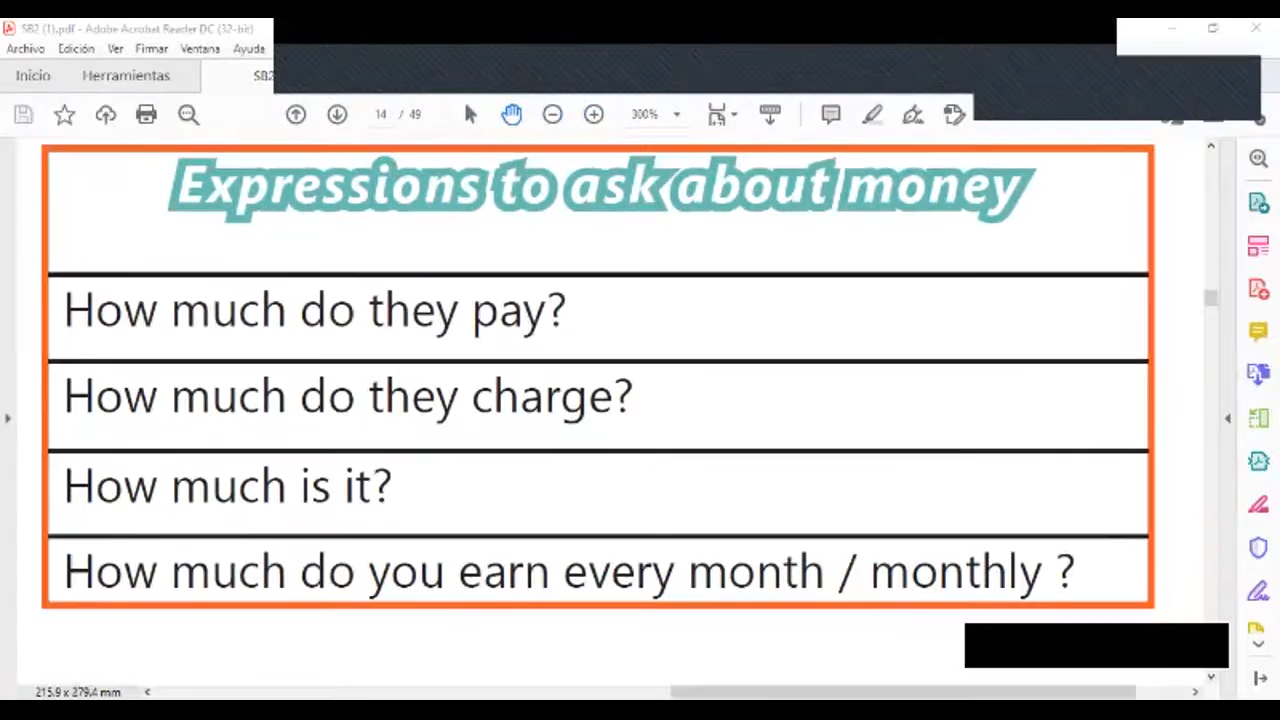 SB2 (1).pdf - Adobe Acrobat Reader DC (32-bit)
Archivo Edición Ver Firmar Ventana Ayuda
Inicio Herramientas SB2
14 / 49 300%
Expressions to ask about money
How much do they pay?
How much do they charge?
How much is it?
How much do you earn every month / monthly ?
215.9 x 279.4 mm